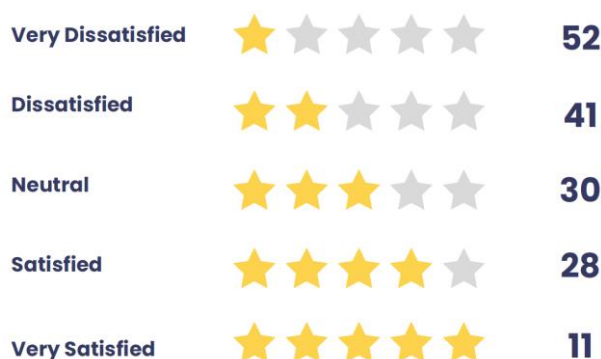 Very Dissatisfied 52
Dissatisfied 41
Neutral 30
Satisfied 28
Very Satisfied 11